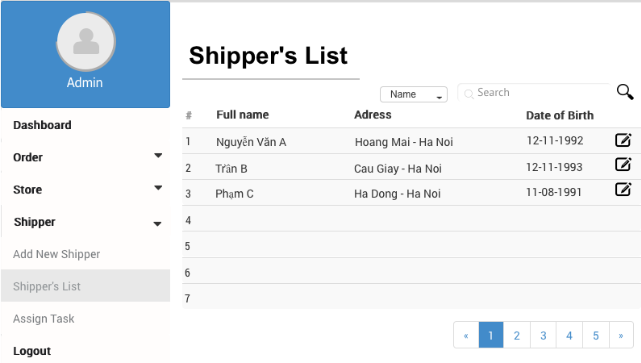 Admin
Dashboard
Order
Store
Shipper
Add New Shipper
Shipper's List
Assign Task
Logout
Shipper's List
Name
Search
# Full name Adress Date of Birth
1 Nguyễn Văn A Hoang Mai - Ha Noi 12-11-1992
2 Trần B Cau Giay - Ha Noi 12-11-1993
3 Phạm C Ha Dong - Ha Noi 11-08-1991
4
5
6
7
« 1 2 3 4 5 »